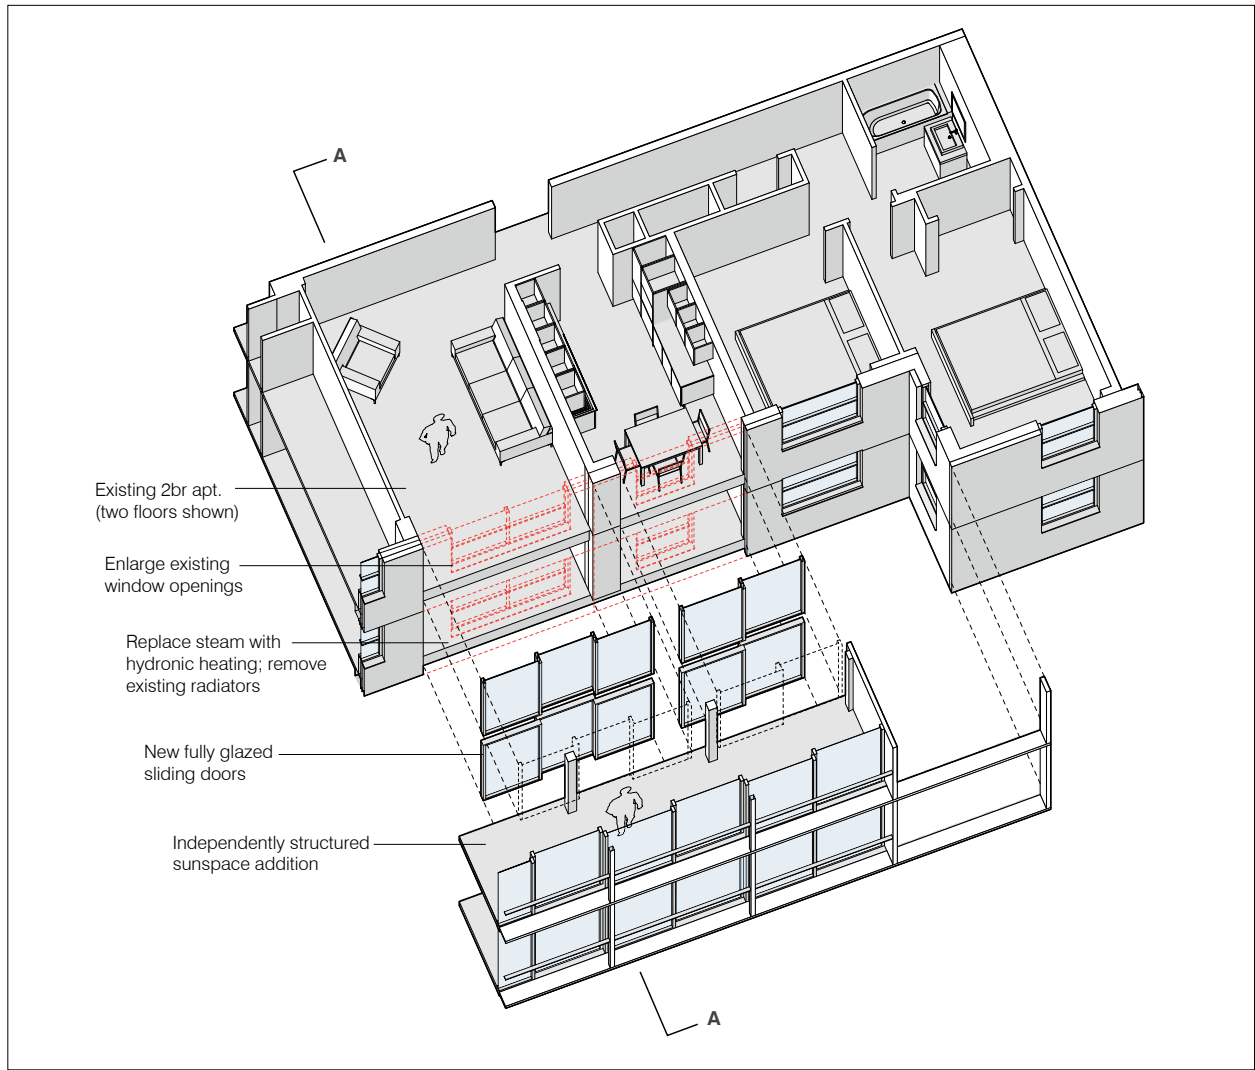 A
Existing 2br apt.
(two floors shown)
Enlarge existing
window openings
Replace steam with
hydronic heating; remove
existing radiators
New fully glazed
sliding doors
Independently structured
sunspace addition
A